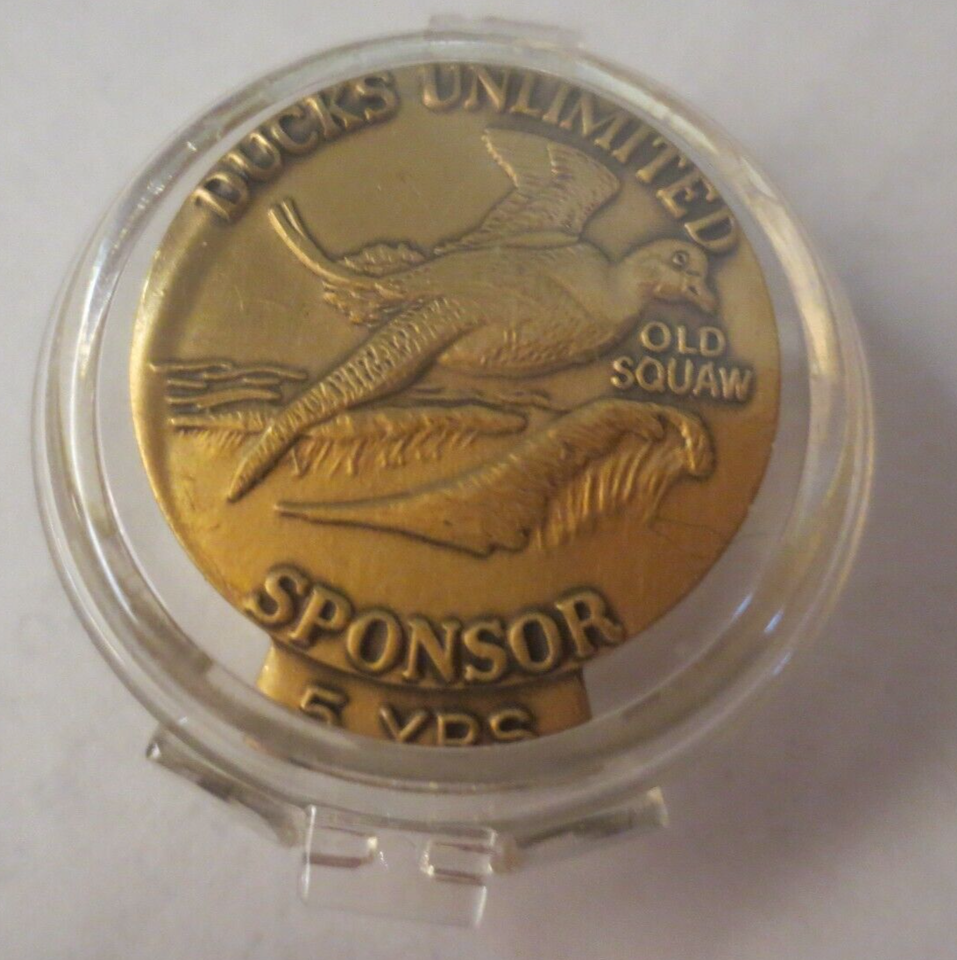 DUCKS UNLIMITED
OLD
SQUAW
SPONSOR
5 YRS